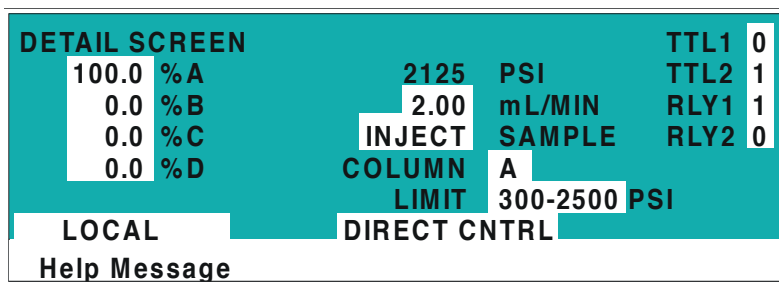 DETAIL SCREEN TTL1 0
100.0 %A 2125 PSI TTL2 1
0.0 %B 2.00 mL/MIN RLY1 1
0.0 %C INJECT SAMPLE RLY2 0
0.0 %D COLUMN A
LIMIT 300-2500 PSI
LOCAL DIRECT CNTRL
Help Message